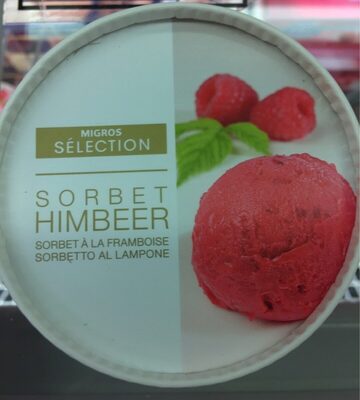 MIGROS
SÉLECTION
SORBET
HIMBEER
SORBET À LA FRAMBOISE
SORBETTO AL LAMPONE